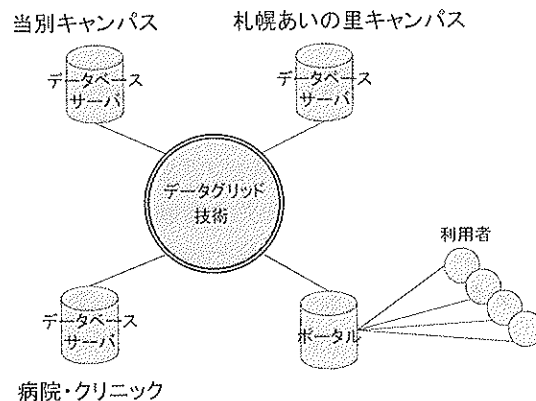 当別キャンパス
札幌あいの里キャンパス
データベース
サーバ
データベース
サーバ
データグリッド
技術
利用者
データベース
サーバ
ポータル
病院・クリニック